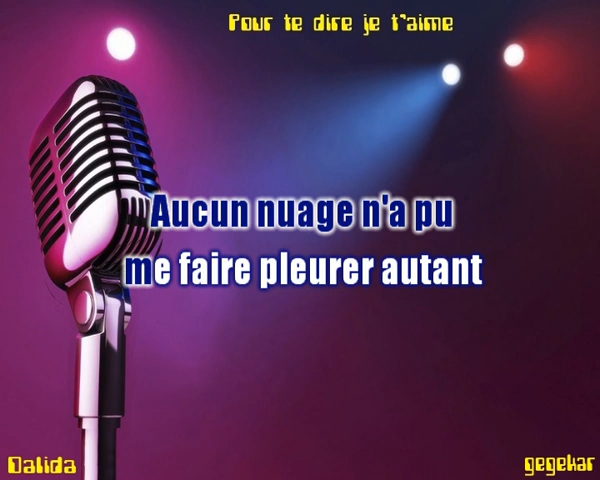 Pour te dire je t'aime
Aucun nuage n'a pu
me faire pleurer autant
Dalida
gegekar